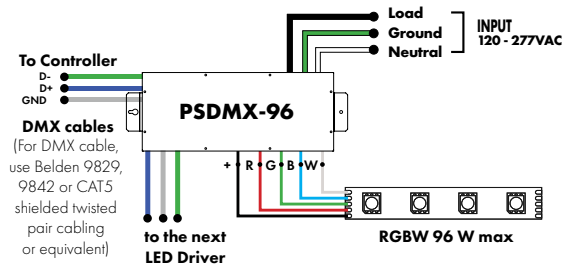 Load
Ground
Neutral
INPUT
120 - 277VAC
To Controller
D-
D+
GND
PSDMX-96
DMX cables
(For DMX cable,
use Belden 9829,
9842 or CAT5
shielded twisted
pair cabling
or equivalent)
+ R G B W
to the next
LED Driver
RGBW 96 W max